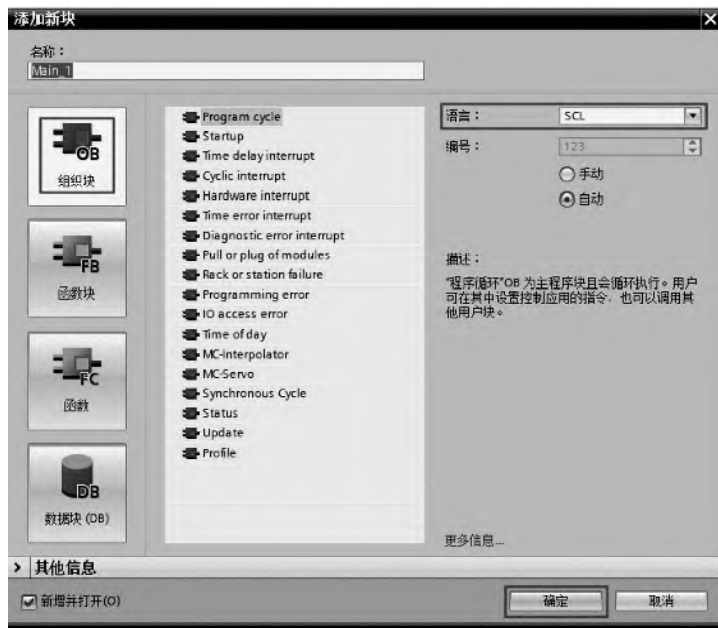 添加新块
名称：
Main_1
OB
组织块
FB
函数块
FC
函数
DB
数据块 (DB)
Program cycle
Startup
Time delay interrupt
Cyclic interrupt
Hardware interrupt
Time error interrupt
Diagnostic error interrupt
Pull or plug of modules
Rack or station failure
Programming error
IO access error
Time of day
MC-Interpolator
MC-Servo
Synchronous Cycle
Status
Update
Profile
语言： SCL
编号： 123
手动
自动
描述：
"程序循环"OB 为主程序块且会循环执行。用户
可在其中设置控制应用的指令，也可以调用其
他用户块。
更多信息...
> 其他信息
新增并打开(O)
确定 取消